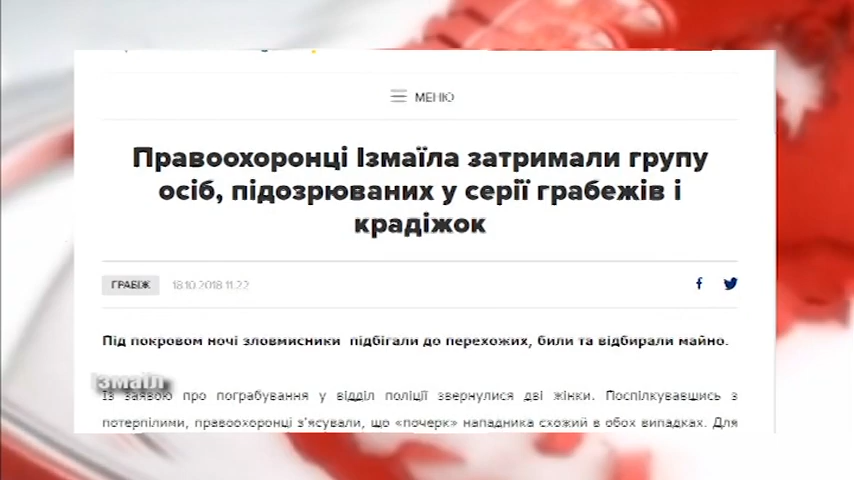 МЕНЮ
Правоохоронці Ізмаїла затримали групу
осіб, підозрюваних у серії грабежів і
крадіжок
ГРАБІЖ 18.10.2018 11:22
Під покровом ночі зловмисники підбігали до перехожих, били та відбирали майно.
Ізмаїл
Із заявою про пограбування у відділ поліції звернулися дві жінки. Поспілкувавшись з
потерпілими, правоохоронці з'ясували, що «почерк» нападника схожий в обох випадках. Для